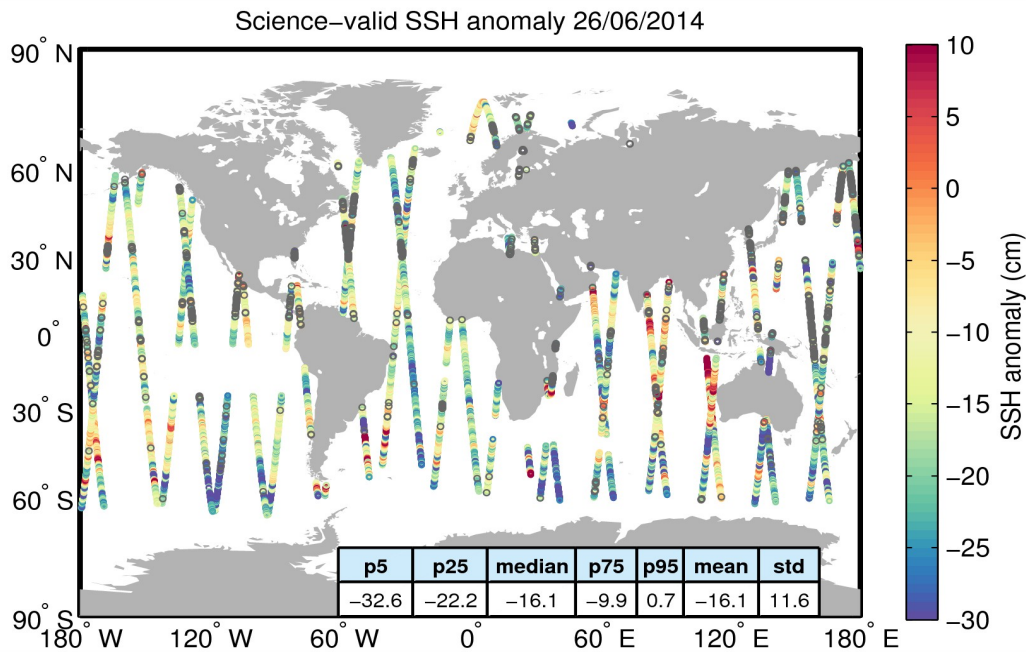 Science−valid SSH anomaly 26/06/2014
90° N
60° N
30° N
0°
30° S
60° S
90° S
180° W
120° W
60° W
0°
60° E
120° E
180° E
p5 p25 median p75 p95 mean std
−32.6 −22.2 −16.1 −9.9 0.7 −16.1 11.6
10
5
0
−5
−10
−15
−20
−25
−30
SSH anomaly (cm)